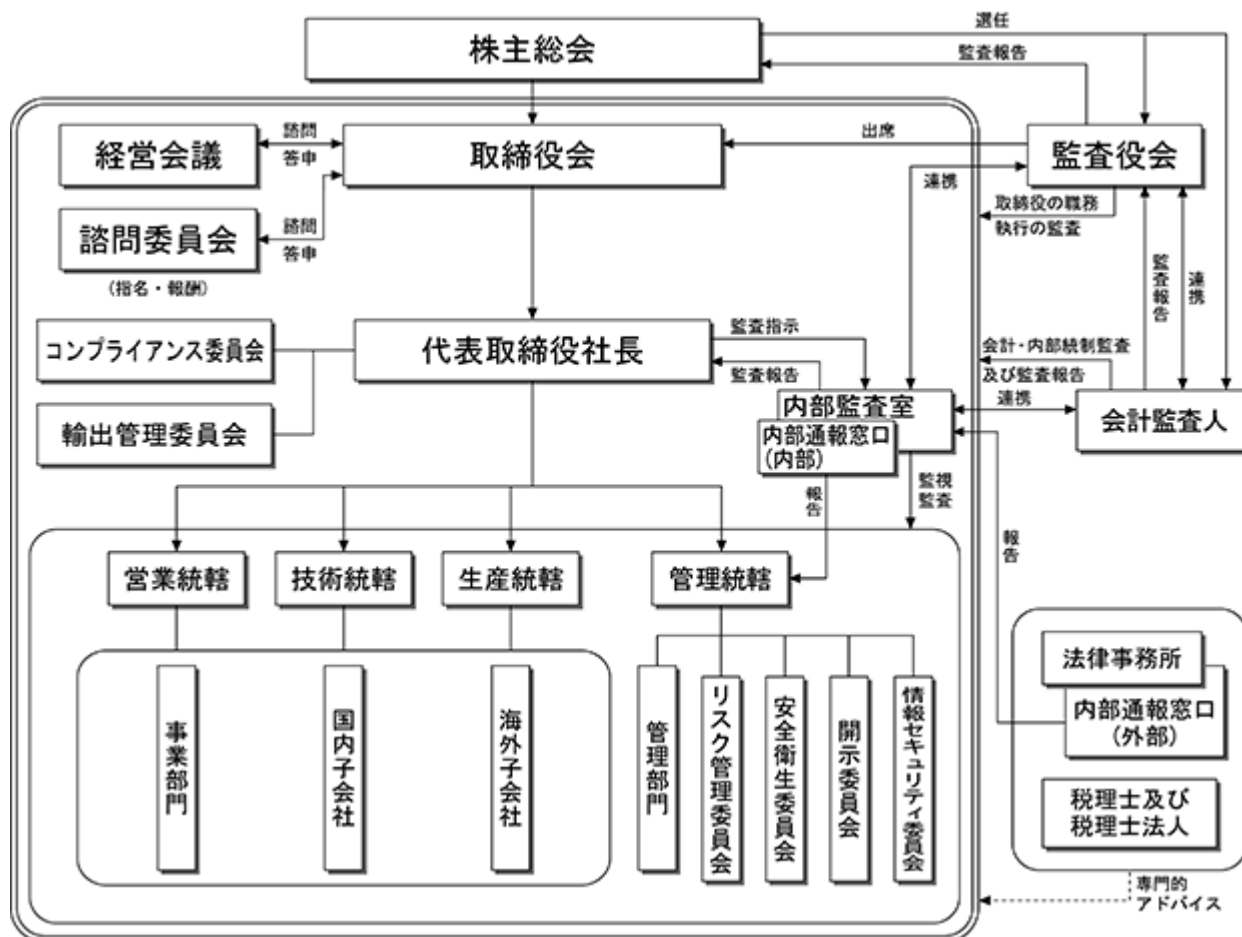 選任
株主総会
監査報告
経営会議
諮問
答申
取締役会
出席
監査役会
連携
諮問委員会
諮問
答申
取締役の職務
執行の監査
(指名・報酬)
監査報告
連携
コンプライアンス委員会
代表取締役社長
監査指示
監査報告
会計・内部統制監査
及び監査報告
内部監査室
連携
輸出管理委員会
内部通報窓口
(内部)
会計監査人
報告
監視
監査
報告
営業統轄
技術統轄
生産統轄
管理統轄
事業部門
国内子会社
海外子会社
管理部門
リスク管理委員会
安全衛生委員会
開示委員会
情報セキュリティ委員会
法律事務所
内部通報窓口
(外部)
税理士及び
税理士法人
専門的
アドバイス